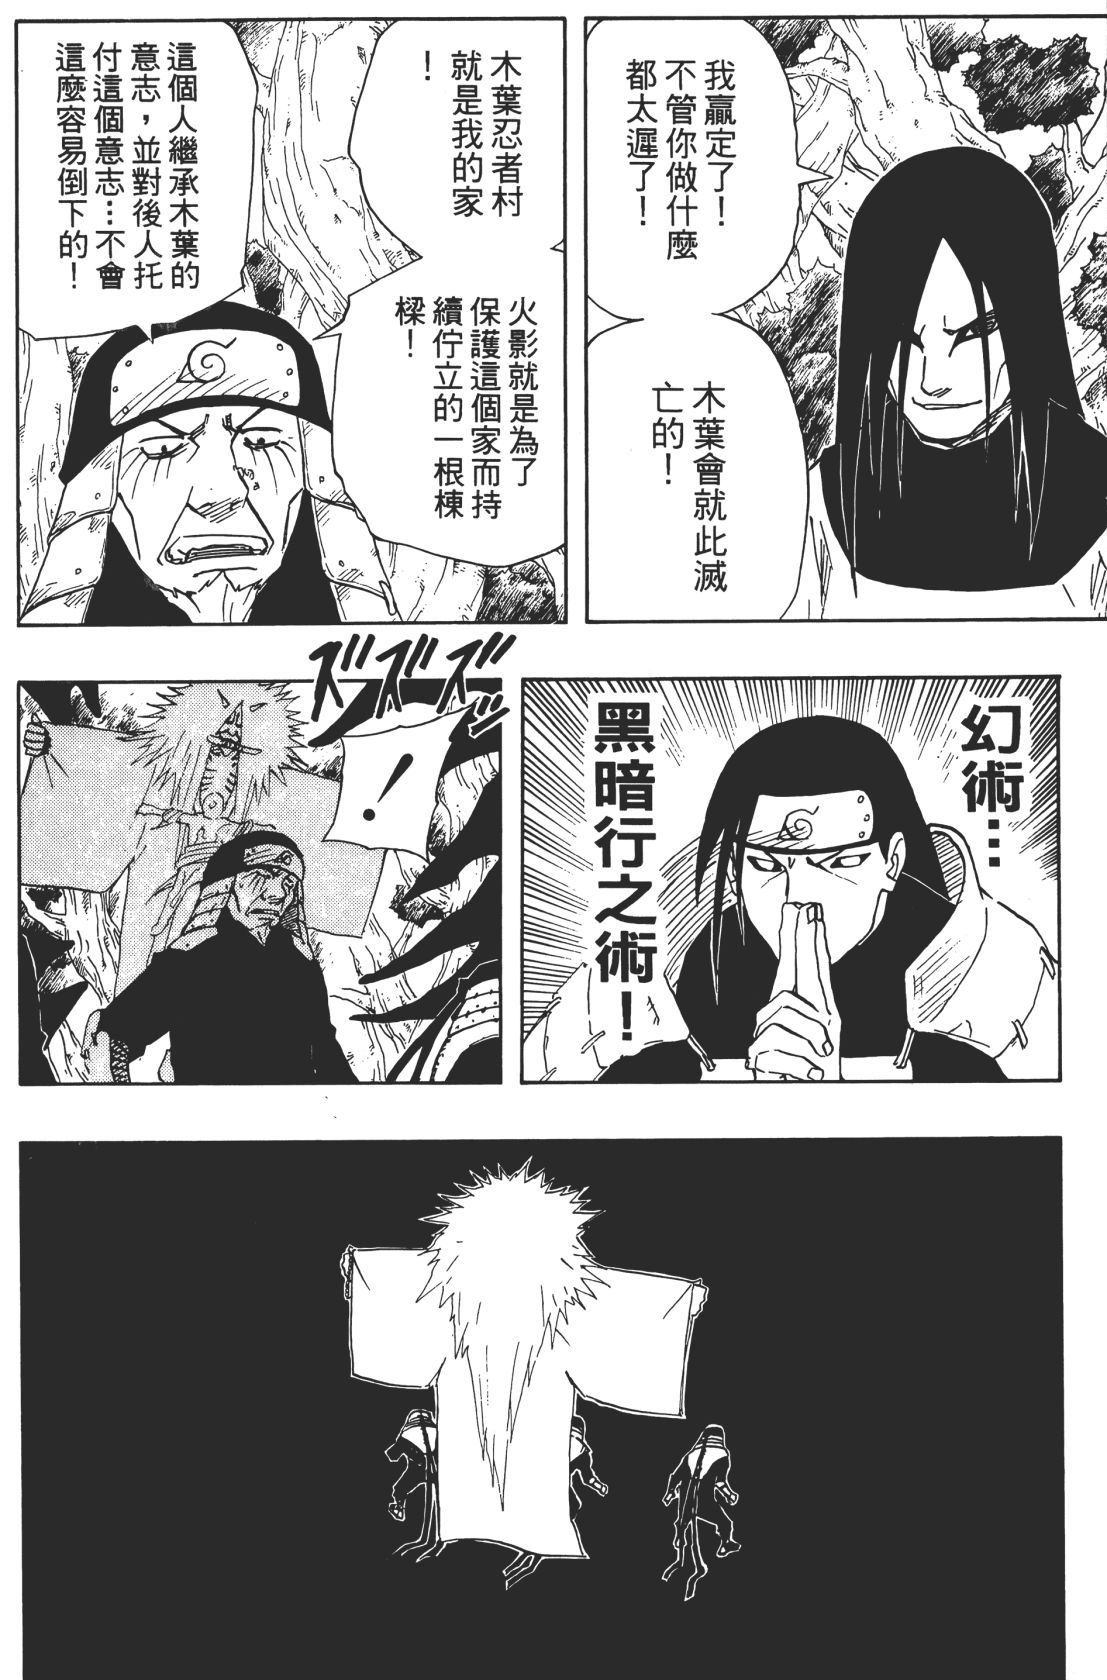 我贏定了！
不管你做什麼
都太遲了！
木葉會就此滅
亡的！
木葉忍者村
就是我的家
！
火影就是為了
保護這個家而持
續佇立的一根棟
樑！
這個人繼承木葉的
意志，並對後人托
付這個意志…不會
這麼容易倒下的！
幻術…
黑暗行之術！
ズズズズ
！